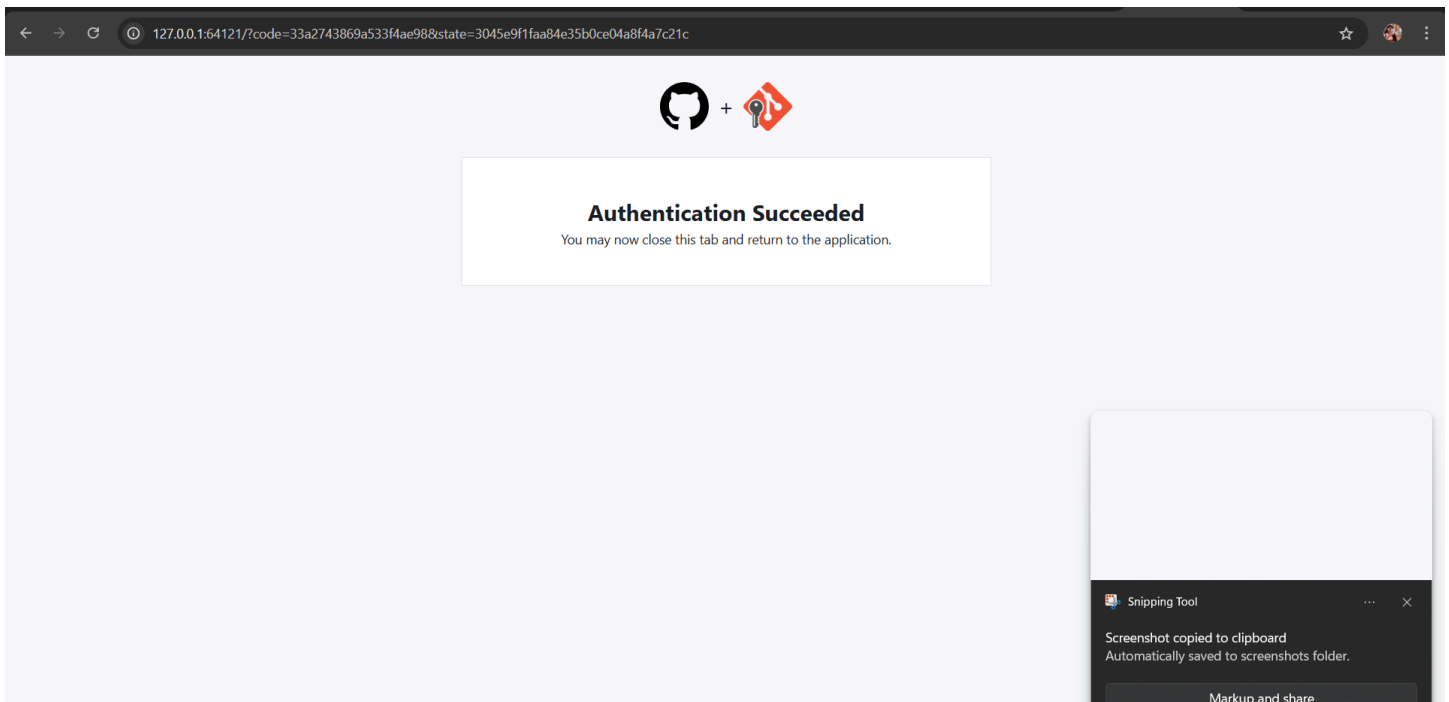 127.0.0.1:64121/?code=33a2743869a533f4ae98&state=3045e9f1faa84e35b0ce04a8f4a7c21c
+
Authentication Succeeded
You may now close this tab and return to the application.
Snipping Tool
Screenshot copied to clipboard
Automatically saved to screenshots folder.
Markup and share